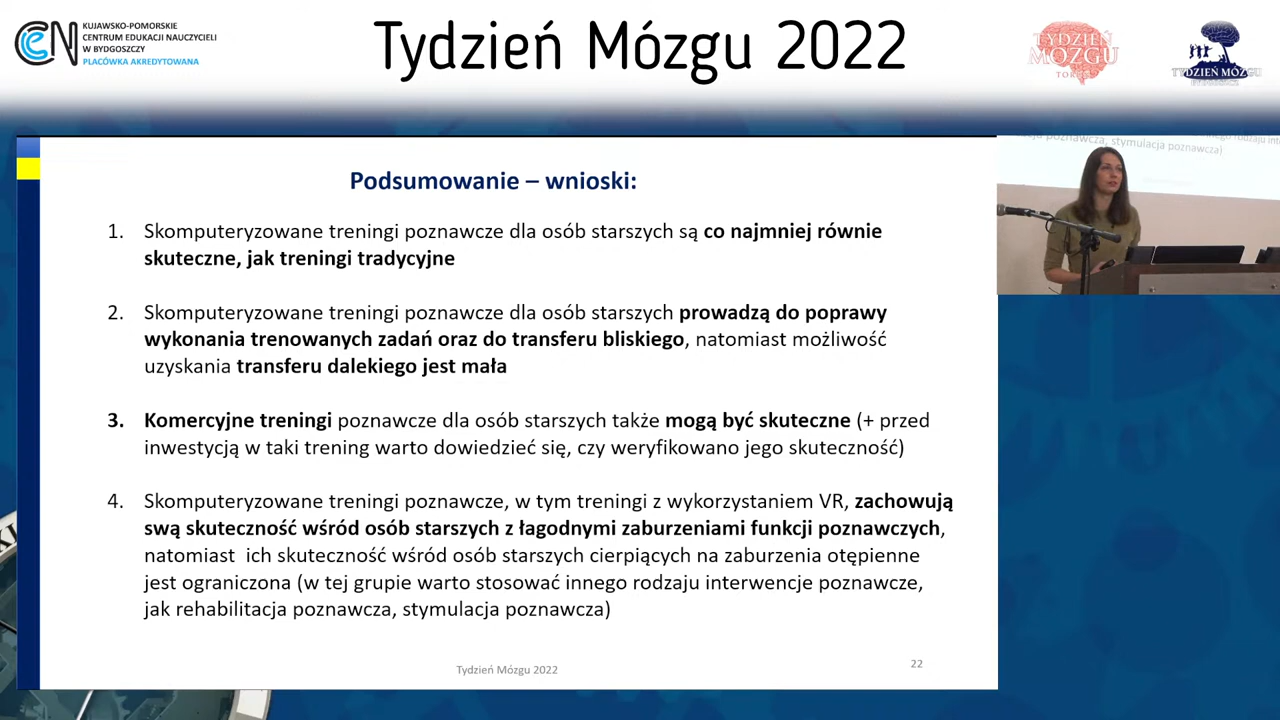 KUJAWSKO-POMORSKIE
CENTRUM EDUKACJI NAUCZYCIELI
W BYDGOSZCZY
PLACÓWKA AKREDYTOWANA
Tydzień Mózgu 2022
TYDZIEŃ
MÓZGU
TYDZIEŃ MÓZGU
Podsumowanie – wnioski:
1. Skomputeryzowane treningi poznawcze dla osób starszych są co najmniej równie
skuteczne, jak treningi tradycyjne
2. Skomputeryzowane treningi poznawcze dla osób starszych prowadzą do poprawy
wykonania trenowanych zadań oraz do transferu bliskiego, natomiast możliwość
uzyskania transferu dalekiego jest mała
3. Komercyjne treningi poznawcze dla osób starszych także mogą być skuteczne (+ przed
inwestycją w taki trening warto dowiedzieć się, czy weryfikowano jego skuteczność)
4. Skomputeryzowane treningi poznawcze, w tym treningi z wykorzystaniem VR, zachowują
swą skuteczność wśród osób starszych z łagodnymi zaburzeniami funkcji poznawczych,
natomiast ich skuteczność wśród osób starszych cierpiących na zaburzenia otępienne
jest ograniczona (w tej grupie warto stosować innego rodzaju interwencje poznawcze,
jak rehabilitacja poznawcza, stymulacja poznawcza)
Tydzień Mózgu 2022
22
poznawcza, stymulacja poznawcza)